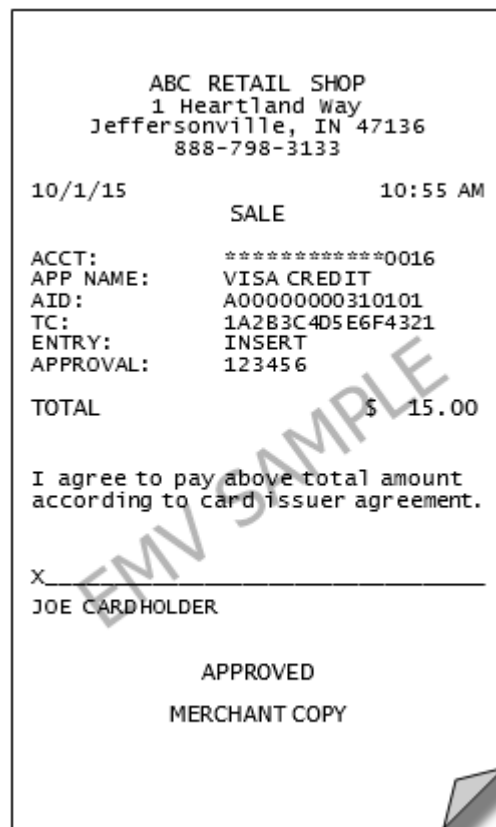 ABC RETAIL SHOP
1 Heartland Way
Jeffersonville, IN 47136
888-798-3133
10/1/15 10:55 AM
SALE
ACCT: ************0016
APP NAME: VISA CREDIT
AID: A00000000310101
TC: 1A2B3C4D5E6F4321
ENTRY: INSERT
APPROVAL: 123456
TOTAL $ 15.00
I agree to pay above total amount
according to card issuer agreement.
X________________________________
JOE CARDHOLDER
APPROVED
MERCHANT COPY
EMV SAMPLE